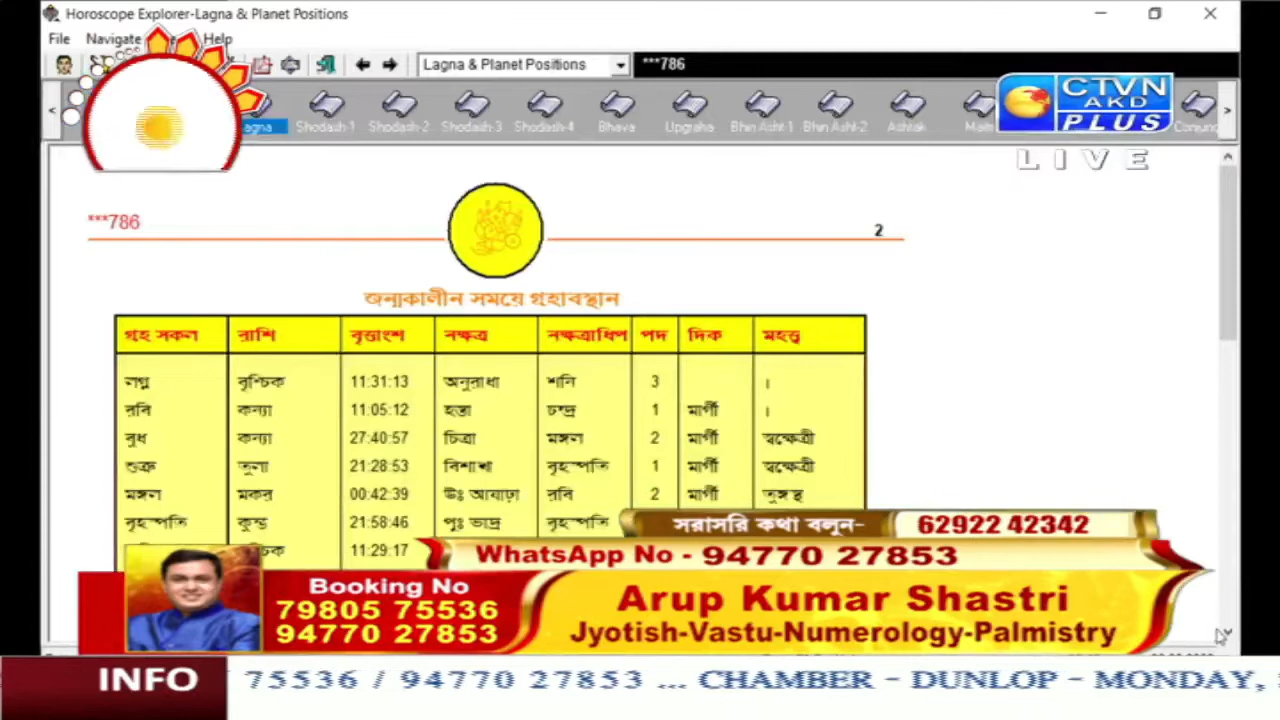 Horoscope Explorer-Lagna & Planet Positions
File Navigate Help
Lagna & Planet Positions ***786
Shodash-1 Shodash-2 Shodash-3 Shodash-4 Bhava Upgraha Bhin Asht-1 Bhin Asht-2 Ashtak
CTVN
AKD
PLUS
LIVE
***786
2
জন্মকালীন সময়ে গ্রহাবস্থান
গ্রহ সকল রাশি বৃত্তাংশ নক্ষত্র নক্ষত্রাধিপ পদ দিক মহত্ত্ব
লগ্ন বৃশ্চিক 11:31:13 অনুরাধা শনি 3 ।
রবি কন্যা 11:05:12 হস্তা চন্দ্র 1 মার্গী ।
বুধ কন্যা 27:40:57 চিত্রা মঙ্গল 2 মার্গী স্বক্ষেত্রী
শুক্র তুলা 21:28:53 বিশাখা বৃহস্পতি 1 মার্গী স্বক্ষেত্রী
মঙ্গল মকর 00:42:39 উঃ আষাঢ়া রবি 2 মার্গী তুঙ্গস্থ
বৃহস্পতি কুম্ভ 21:58:46 পুঃ ভাদ্র বৃহস্পতি
11:29:17
সরাসরি কথা বলুন- 62922 42342
WhatsApp No - 94770 27853
Booking No
79805 75536
94770 27853
Arup Kumar Shastri
Jyotish-Vastu-Numerology-Palmistry
INFO 75536 / 94770 27853 ... CHAMBER - DUNLOP - MONDAY,